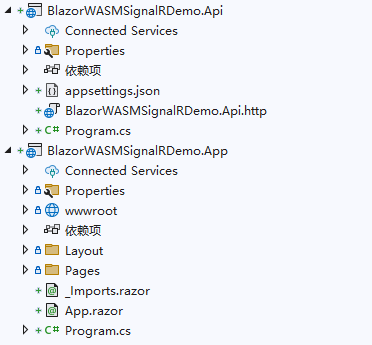 BlazorWASMSignalRDemo.Api
Connected Services
Properties
依赖项
appsettings.json
BlazorWASMSignalRDemo.Api.http
C# Program.cs
BlazorWASMSignalRDemo.App
Connected Services
Properties
wwwroot
依赖项
Layout
Pages
_Imports.razor
App.razor
C# Program.cs